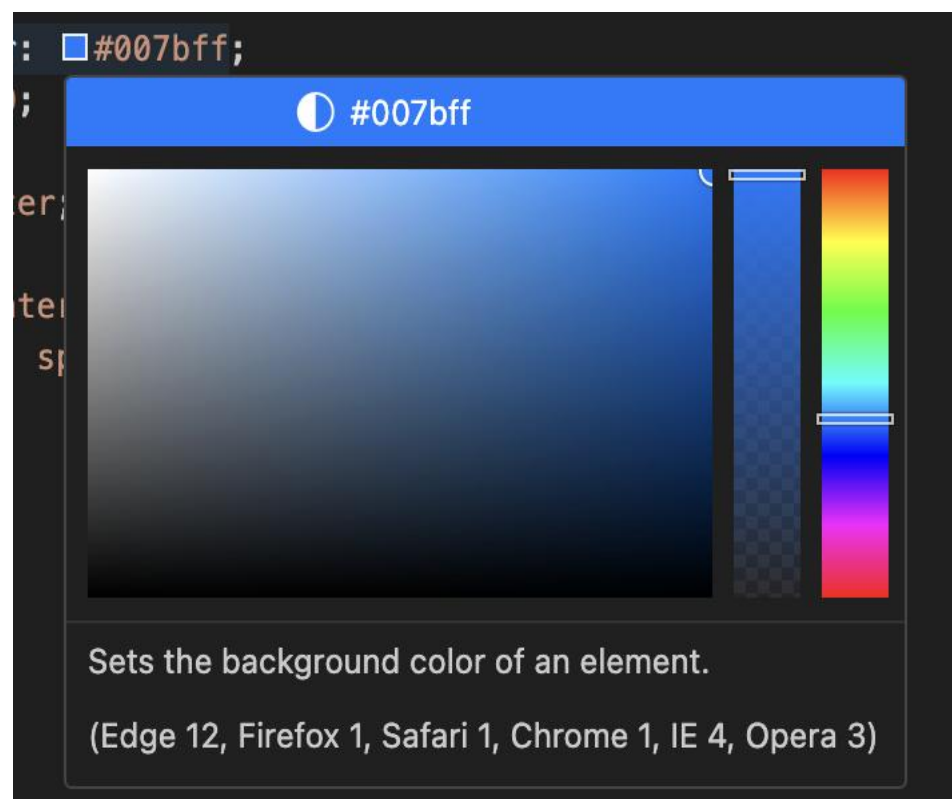 : #007bff;
;
#007bff
er;
ter
sp
Sets the background color of an element.
(Edge 12, Firefox 1, Safari 1, Chrome 1, IE 4, Opera 3)